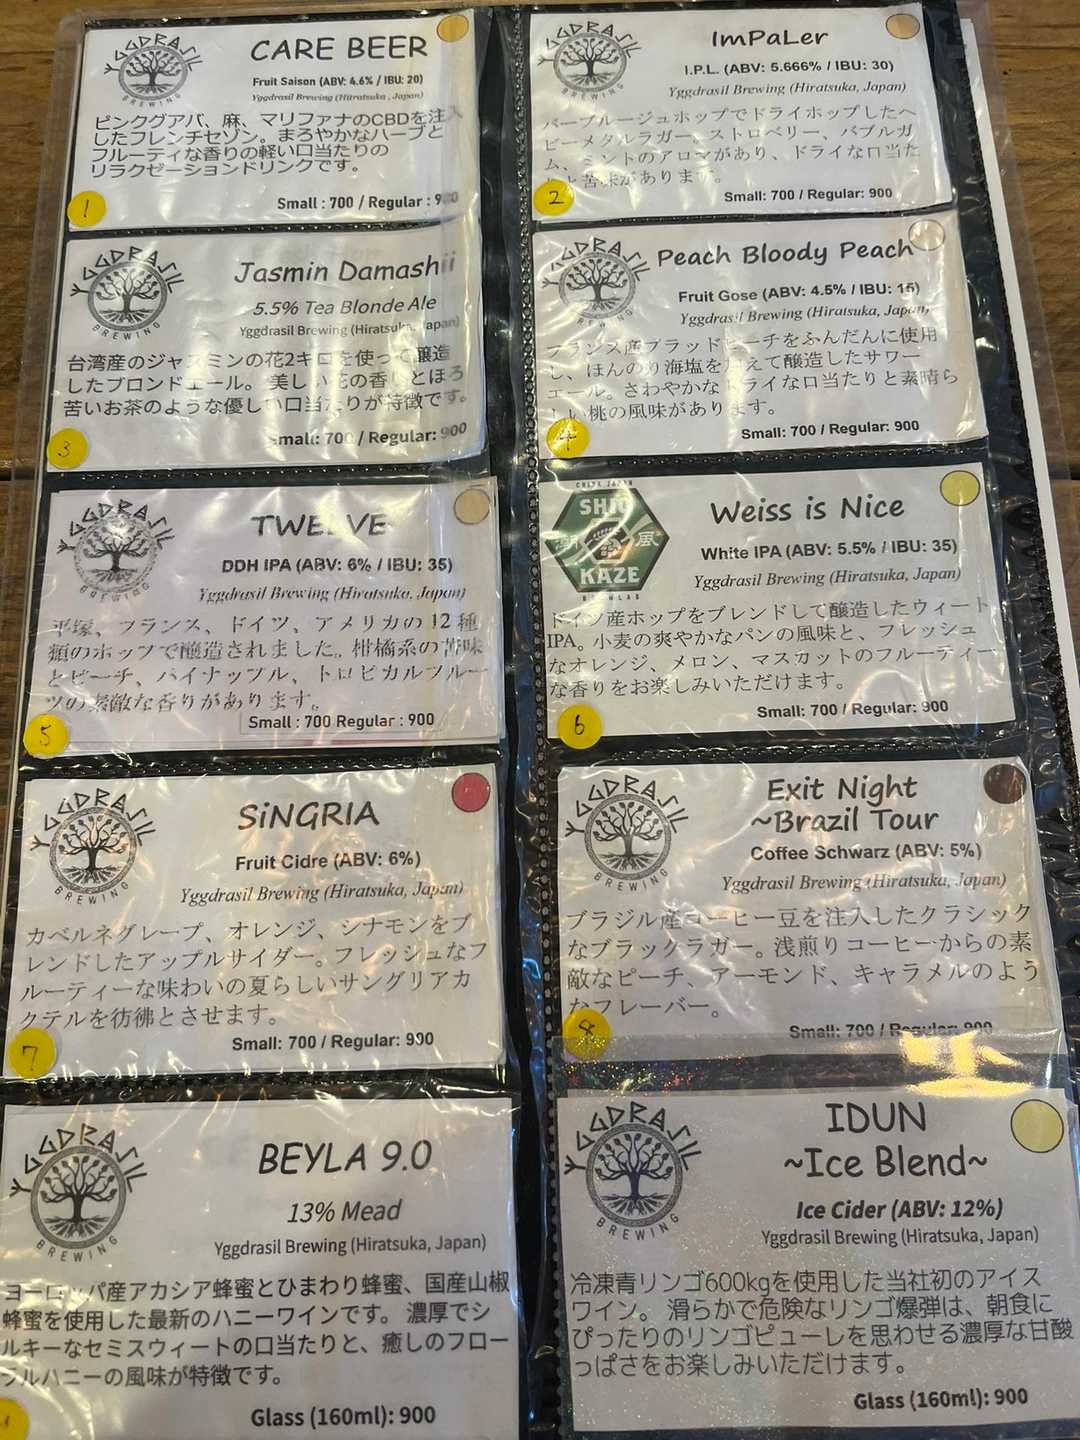 YGGDRASIL
BREWING
CARE BEER
Fruit Saison (ABV: 4.6% / IBU: 20)
Yggdrasil Brewing (Hiratsuka, Japan)
ピンクグアバ、麻、マリファナのCBDを注入
したフレンチセゾン。まろやかなハーブと
フルーティな香りの軽い口当たりの
リラクゼーションドリンクです。
Small : 700 / Regular : 900
1
YGGDRASIL
BREWING
ImPaLer
I.P.L. (ABV: 5.666% / IBU: 30)
Yggdrasil Brewing (Hiratsuka, Japan)
パープルージュホップでドライホップしたヘ
ビーメタルラガー。ストロベリー、バブルガ
ム、ミントのアロマがあり、ドライな口当た
と苦味があります。
Small: 700 / Regular: 900
2
YGGDRASIL
BREWING
Jasmin Damashii
5.5% Tea Blonde Ale
Yggdrasil Brewing (Hiratsuka, Japan)
台湾産のジャスミンの花2キロを使って醸造
したブロンドエール。美しい花の香りとほろ
苦いお茶のような優しい口当たりが特徴です。
Small: 700 / Regular: 900
3
YGGDRASIL
BREWING
Peach Bloody Peach
Fruit Gose (ABV: 4.5% / IBU: 15)
Yggdrasil Brewing (Hiratsuka, Japan)
フランス産ブラッドピーチをふんだんに使用
し、ほんのり海塩を加えて醸造したサワー
エール。さわやかなドライな口当たりと素晴ら
しい桃の風味があります。
Small: 700 / Regular: 900
4
YGGDRASIL
BREWING
TWELVE
DDH IPA (ABV: 6% / IBU: 35)
Yggdrasil Brewing (Hiratsuka, Japan)
平塚、フランス、ドイツ、アメリカの 12 種
類のホップで醸造されました。柑橘系の苦味
とピーチ、パイナップル、トロピカルフルー
ツの素敵な香りがあります。
Small : 700 Regular : 900
5
CHIBA JAPAN
SHIO
KAZE
BREWLAB
風
Weiss is Nice
White IPA (ABV: 5.5% / IBU: 35)
Yggdrasil Brewing (Hiratsuka, Japan)
ドイツ産ホップをブレンドして醸造したウィート
IPA。小麦の爽やかなパンの風味と、フレッシュ
なオレンジ、メロン、マスカットのフルーティー
な香りをお楽しみいただけます。
Small: 700 / Regular: 900
6
YGGDRASIL
BREWING
SiNGRIA
Fruit Cidre (ABV: 6%)
Yggdrasil Brewing (Hiratsuka, Japan)
カベルネグレープ、オレンジ、シナモンをブ
レンドしたアップルサイダー。フレッシュなフ
ルーティーな味わいの夏らしいサングリアカ
クテルを彷彿とさせます。
Small: 700 / Regular: 900
7
YGGDRASIL
BREWING
Exit Night
~Brazil Tour
Coffee Schwarz (ABV: 5%)
Yggdrasil Brewing (Hiratsuka, Japan)
ブラジル産コーヒー豆を注入したクラシック
なブラックラガー。浅煎りコーヒーからの素
敵なピーチ、アーモンド、キャラメルのよう
なフレーバー。
Small: 700 / Regular: 900
8
YGGDRASIL
BREWING
BEYLA 9.0
13% Mead
Yggdrasil Brewing (Hiratsuka, Japan)
ヨーロッパ産アカシア蜂蜜とひまわり蜂蜜、国産山椒
蜂蜜を使用した最新のハニーワインです。濃厚でシ
ルキーなセミスウィートの口当たりと、癒しのフロー
ラルハニーの風味が特徴です。
Glass (160ml): 900
YGGDRASIL
BREWING
IDUN
~Ice Blend~
Ice Cider (ABV: 12%)
Yggdrasil Brewing (Hiratsuka, Japan)
冷凍青リンゴ600kgを使用した当社初のアイス
ワイン。 滑らかで危険なリンゴ爆弾は、朝食に
ぴったりのリンゴピューレを思わせる濃厚な甘酸
っぱさをお楽しみいただけます。
Glass (160ml): 900